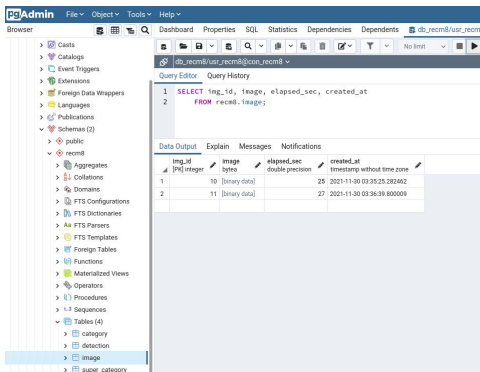 pgAdmin File Object Tools Help
Browser
Dashboard Properties SQL Statistics Dependencies Dependents db_recm8/usr_recm
No limit
db_recm8/usr_recm8@con_recm8
Query Editor Query History
1 SELECT img_id, image, elapsed_sec, created_at
2 FROM recm8.image;
Data Output Explain Messages Notifications
img_id [PK] integer image bytea elapsed_sec double precision created_at timestamp without time zone
1 10 [binary data] 25 2021-11-30 03:35:25.282462
2 11 [binary data] 27 2021-11-30 03:36:39.800009
Casts
Catalogs
Event Triggers
Extensions
Foreign Data Wrappers
Languages
Publications
Schemas (2)
public
recm8
Aggregates
Collations
Domains
FTS Configurations
FTS Dictionaries
Aa FTS Parsers
FTS Templates
Foreign Tables
Functions
Materialized Views
Operators
Procedures
1..3 Sequences
Tables (4)
category
detection
image
super_category